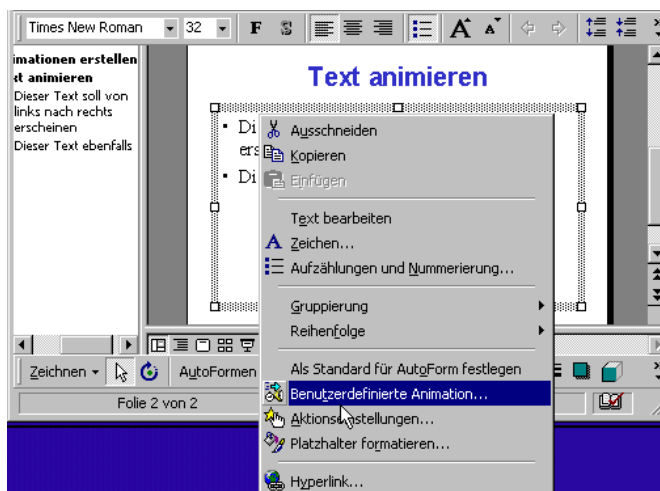 Times New Roman 32 F S A A
imationen erstellen
xt animieren
Dieser Text soll von
links nach rechts
erscheinen
Dieser Text ebenfalls
Text animieren
Di
ers
Di
Ausschneiden
Kopieren
Einfügen
Text bearbeiten
A Zeichen...
Aufzählungen und Nummerierung...
Gruppierung
Reihenfolge
Als Standard für AutoForm festlegen
Benutzerdefinierte Animation...
Aktionseinstellungen...
Platzhalter formatieren...
Hyperlink...
Zeichnen AutoFormen
Folie 2 von 2